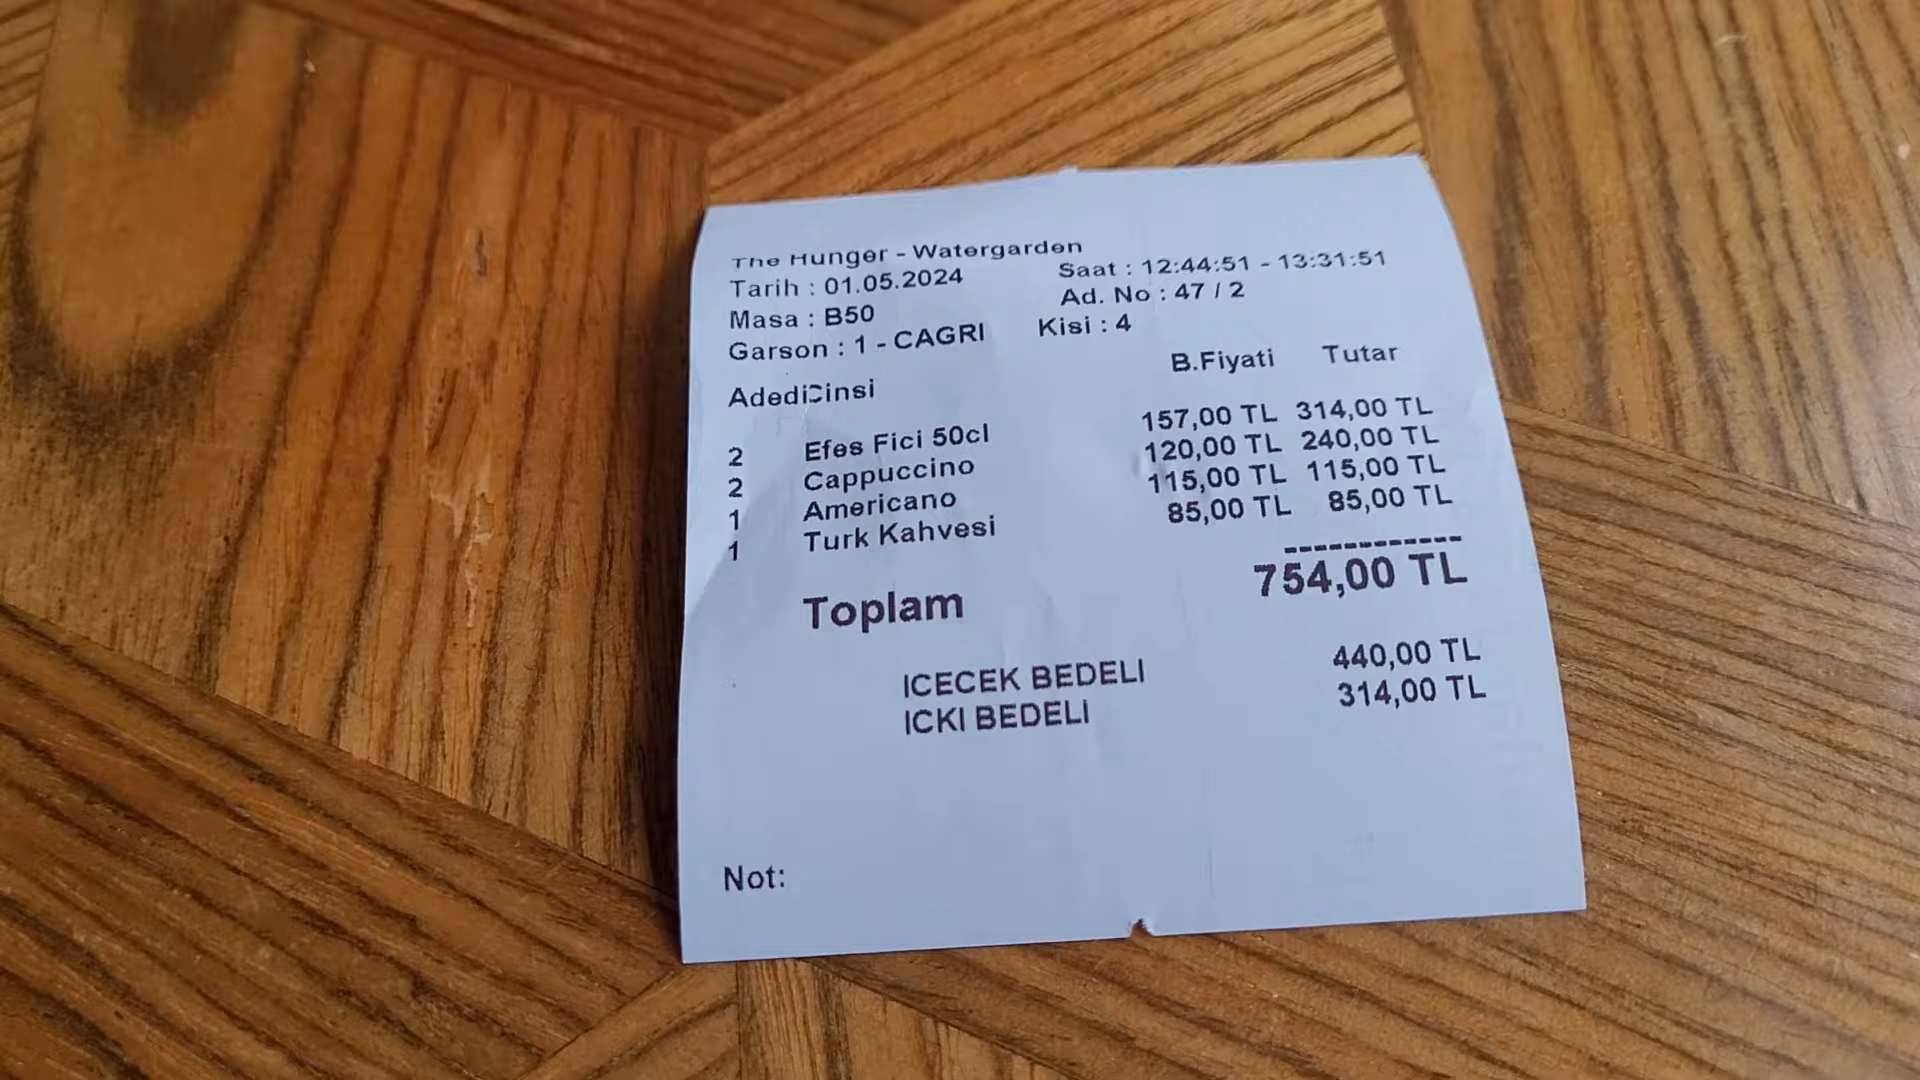 The Hunger - Watergarden
Tarih : 01.05.2024 Saat : 12:44:51 - 13:31:51
Masa : B50 Ad. No : 47 / 2
Garson : 1 - CAGRI Kisi : 4
AdediCinsi B.Fiyati Tutar
2 Efes Fici 50cl 157,00 TL 314,00 TL
2 Cappuccino 120,00 TL 240,00 TL
1 Americano 115,00 TL 115,00 TL
1 Turk Kahvesi 85,00 TL 85,00 TL
------------
Toplam 754,00 TL
ICECEK BEDELI 440,00 TL
ICKI BEDELI 314,00 TL
Not: